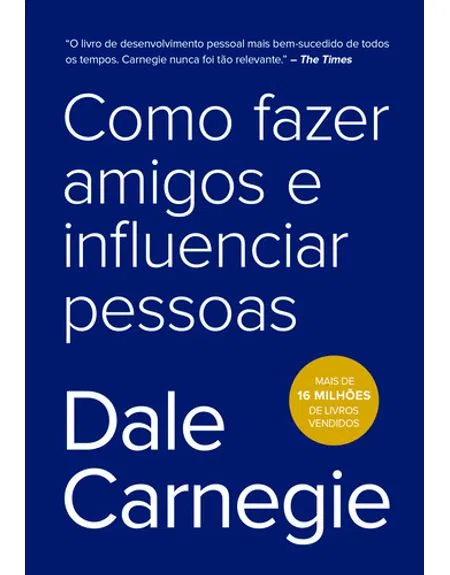 “O livro de desenvolvimento pessoal mais bem-sucedido de todos
os tempos. Carnegie nunca foi tão relevante.” – The Times
Como fazer
amigos e
influenciar
pessoas
MAIS DE
16 MILHÕES
DE LIVROS
VENDIDOS
Dale
Carnegie